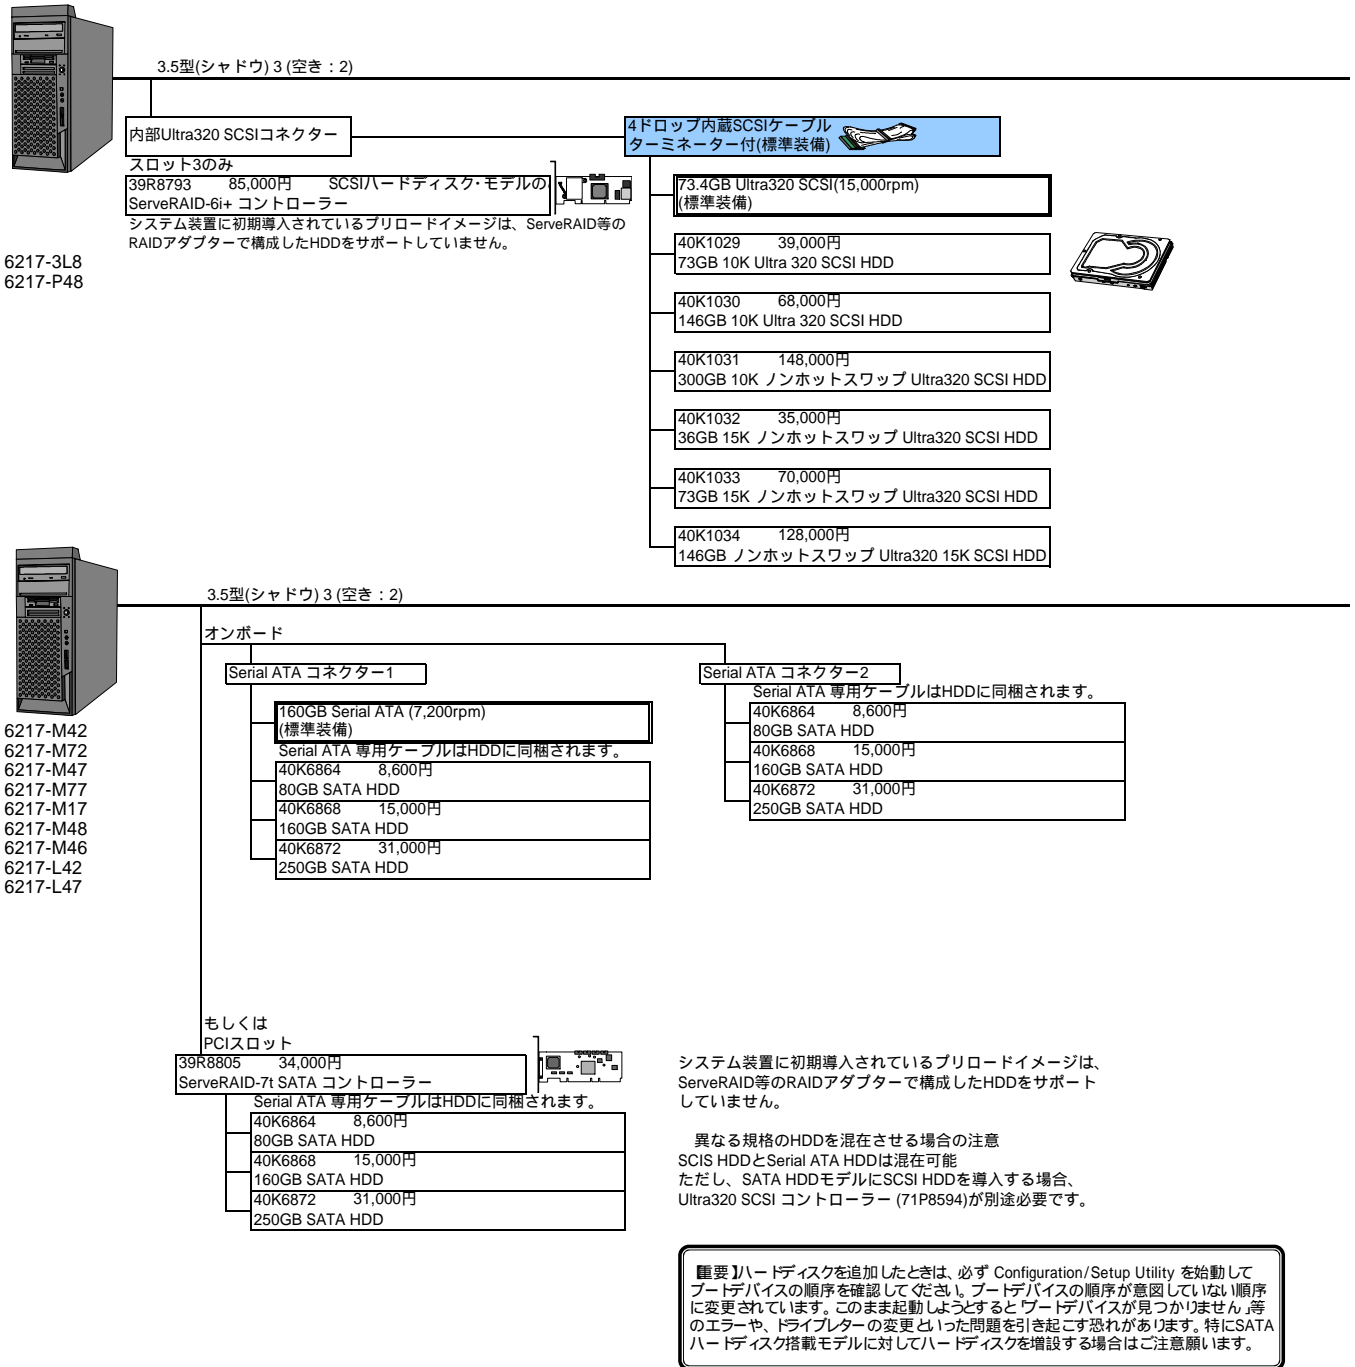 3.5型(シャドウ) 3 (空き：2)
内部Ultra320 SCSIコネクター
4ドロップ内蔵SCSIケーブル
ターミネーター付(標準装備)
スロット3のみ
39R8793 85,000円 SCSIハードディスク・モデルの
ServeRAID-6i+ コントローラー
システム装置に初期導入されているプリロードイメージは、ServeRAID等の
RAIDアダプターで構成したHDDをサポートしていません。
6217-3L8
6217-P48
73.4GB Ultra320 SCSI(15,000rpm)
(標準装備)
40K1029 39,000円
73GB 10K Ultra 320 SCSI HDD
40K1030 68,000円
146GB 10K Ultra 320 SCSI HDD
40K1031 148,000円
300GB 10K ノンホットスワップ Ultra320 SCSI HDD
40K1032 35,000円
36GB 15K ノンホットスワップ Ultra320 SCSI HDD
40K1033 70,000円
73GB 15K ノンホットスワップ Ultra320 SCSI HDD
40K1034 128,000円
146GB ノンホットスワップ Ultra320 15K SCSI HDD
3.5型(シャドウ) 3 (空き：2)
6217-M42
6217-M72
6217-M47
6217-M77
6217-M17
6217-M48
6217-M46
6217-L42
6217-L47
オンボード
Serial ATA コネクター1
160GB Serial ATA (7,200rpm)
(標準装備)
Serial ATA 専用ケーブルはHDDに同梱されます。
40K6864 8,600円
80GB SATA HDD
40K6868 15,000円
160GB SATA HDD
40K6872 31,000円
250GB SATA HDD
Serial ATA コネクター2
Serial ATA 専用ケーブルはHDDに同梱されます。
40K6864 8,600円
80GB SATA HDD
40K6868 15,000円
160GB SATA HDD
40K6872 31,000円
250GB SATA HDD
もしくは
PCIスロット
39R8805 34,000円
ServeRAID-7t SATA コントローラー
Serial ATA 専用ケーブルはHDDに同梱されます。
40K6864 8,600円
80GB SATA HDD
40K6868 15,000円
160GB SATA HDD
40K6872 31,000円
250GB SATA HDD
システム装置に初期導入されているプリロードイメージは、
ServeRAID等のRAIDアダプターで構成したHDDをサポート
していません。
異なる規格のHDDを混在させる場合の注意
SCIS HDDとSerial ATA HDDは混在可能
ただし、SATA HDDモデルにSCSI HDDを導入する場合、
Ultra320 SCSI コントローラー (71P8594)が別途必要です。
【重要】ハードディスクを追加したときは、必ず Configuration/Setup Utility を始動して
ブートデバイスの順序を確認してください。ブートデバイスの順序が意図していない順序
に変更されています。このまま起動しようとすると「ブートデバイスが見つかりません」等
のエラーや、ドライブレターの変更といった問題を引き起こす恐れがあります。特にSATA
ハードディスク搭載モデルに対してハードディスクを増設する場合はご注意願います。